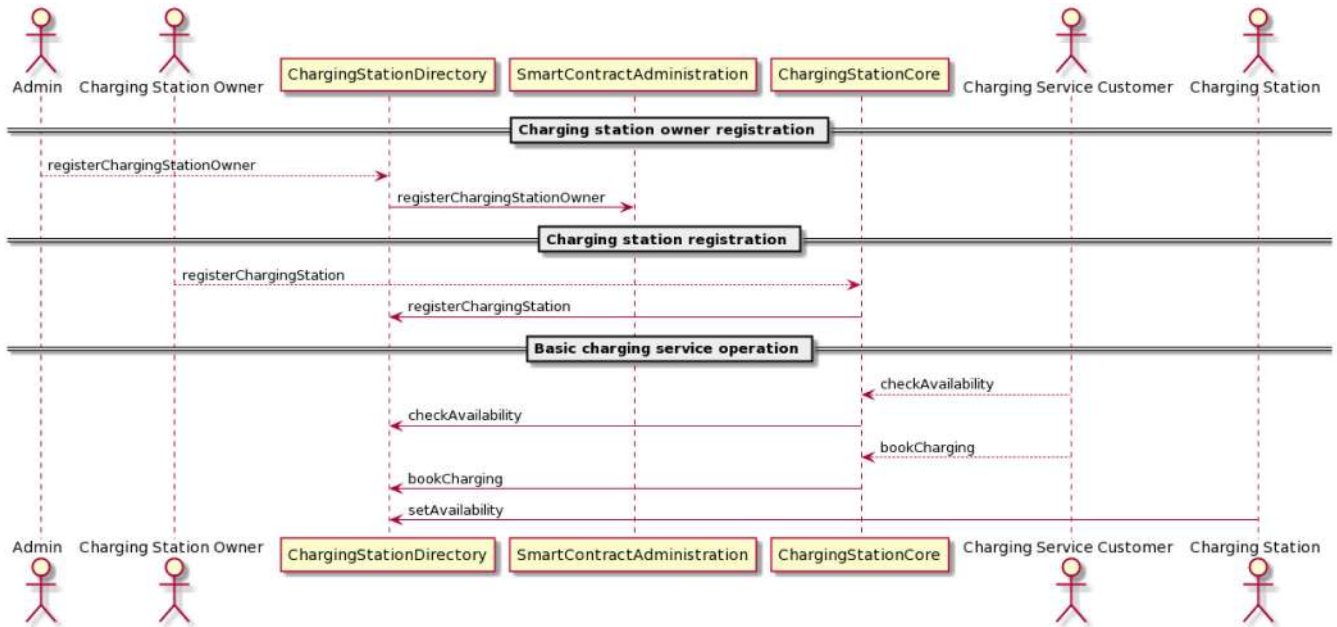 Admin
Charging Station Owner
ChargingStationDirectory
SmartContractAdministration
ChargingStationCore
Charging Service Customer
Charging Station
Charging station owner registration
registerChargingStationOwner
registerChargingStationOwner
Charging station registration
registerChargingStation
registerChargingStation
Basic charging service operation
checkAvailability
checkAvailability
bookCharging
bookCharging
setAvailability
Admin
Charging Station Owner
ChargingStationDirectory
SmartContractAdministration
ChargingStationCore
Charging Service Customer
Charging Station